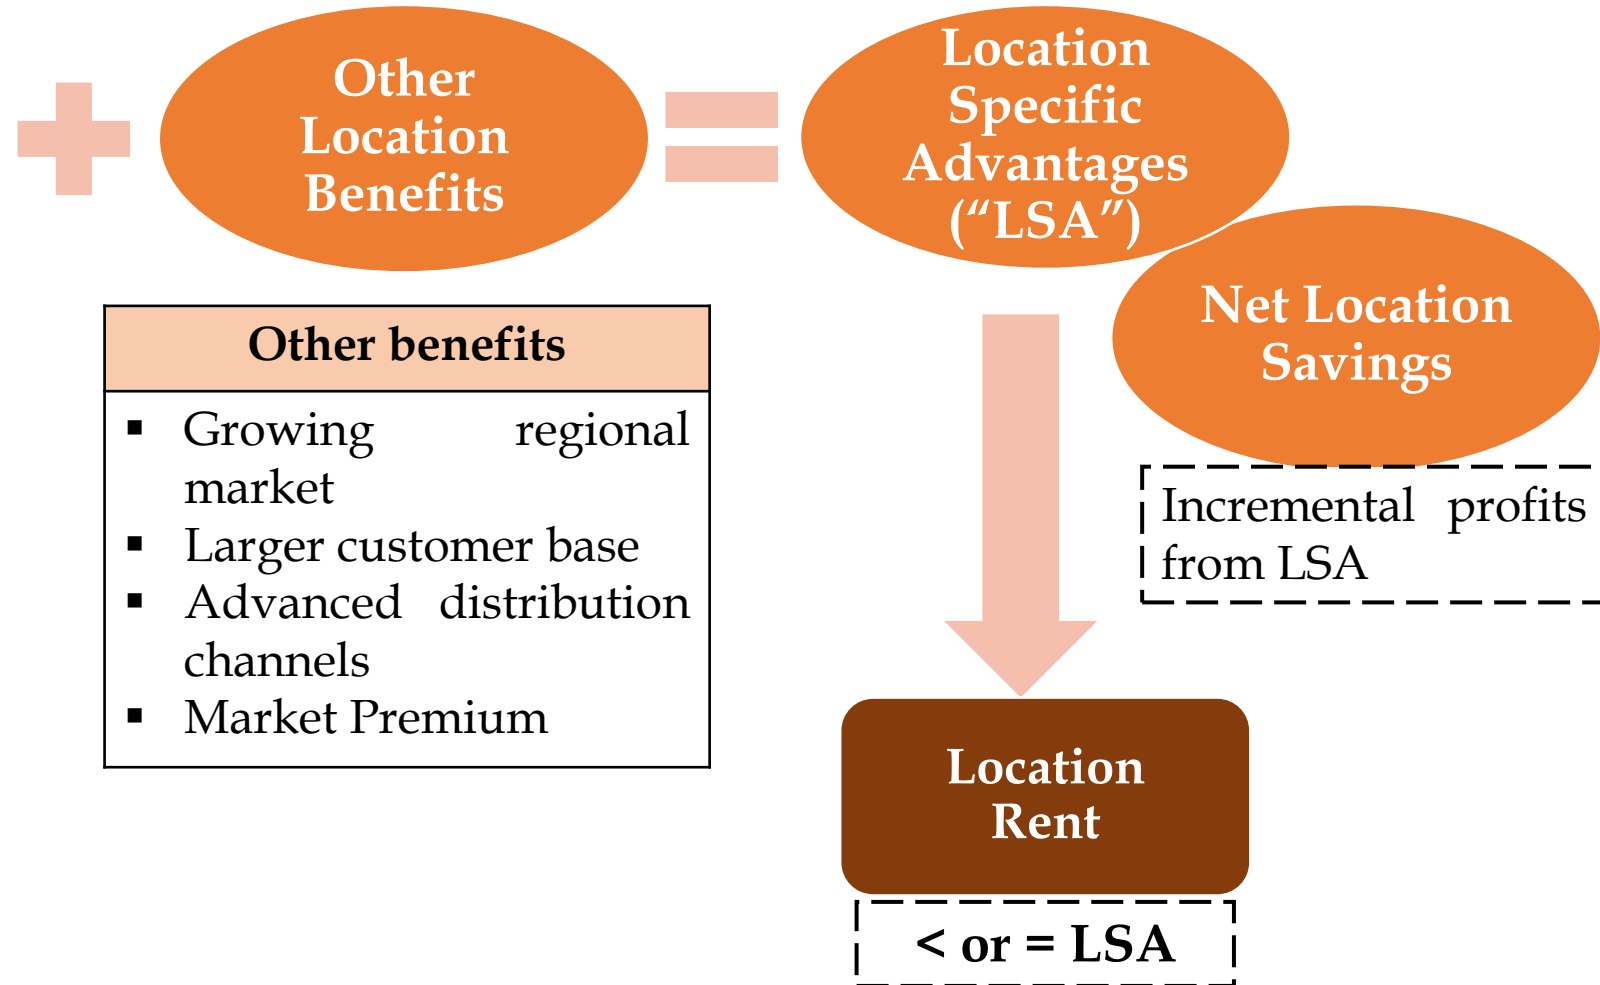 Other
Location
Benefits
Location
Specific
Advantages
(“LSA”)
Net Location
Savings
Other benefits
▪ Growing regional
market
▪ Larger customer base
▪ Advanced distribution
channels
▪ Market Premium
Incremental profits
from LSA
Location
Rent
< or = LSA